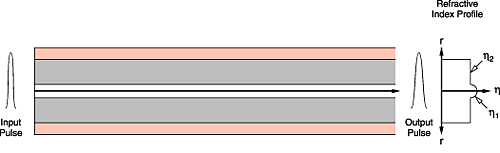 Refractive
Index Profile
r
η2
η
η1
r
Input
Pulse
Output
Pulse